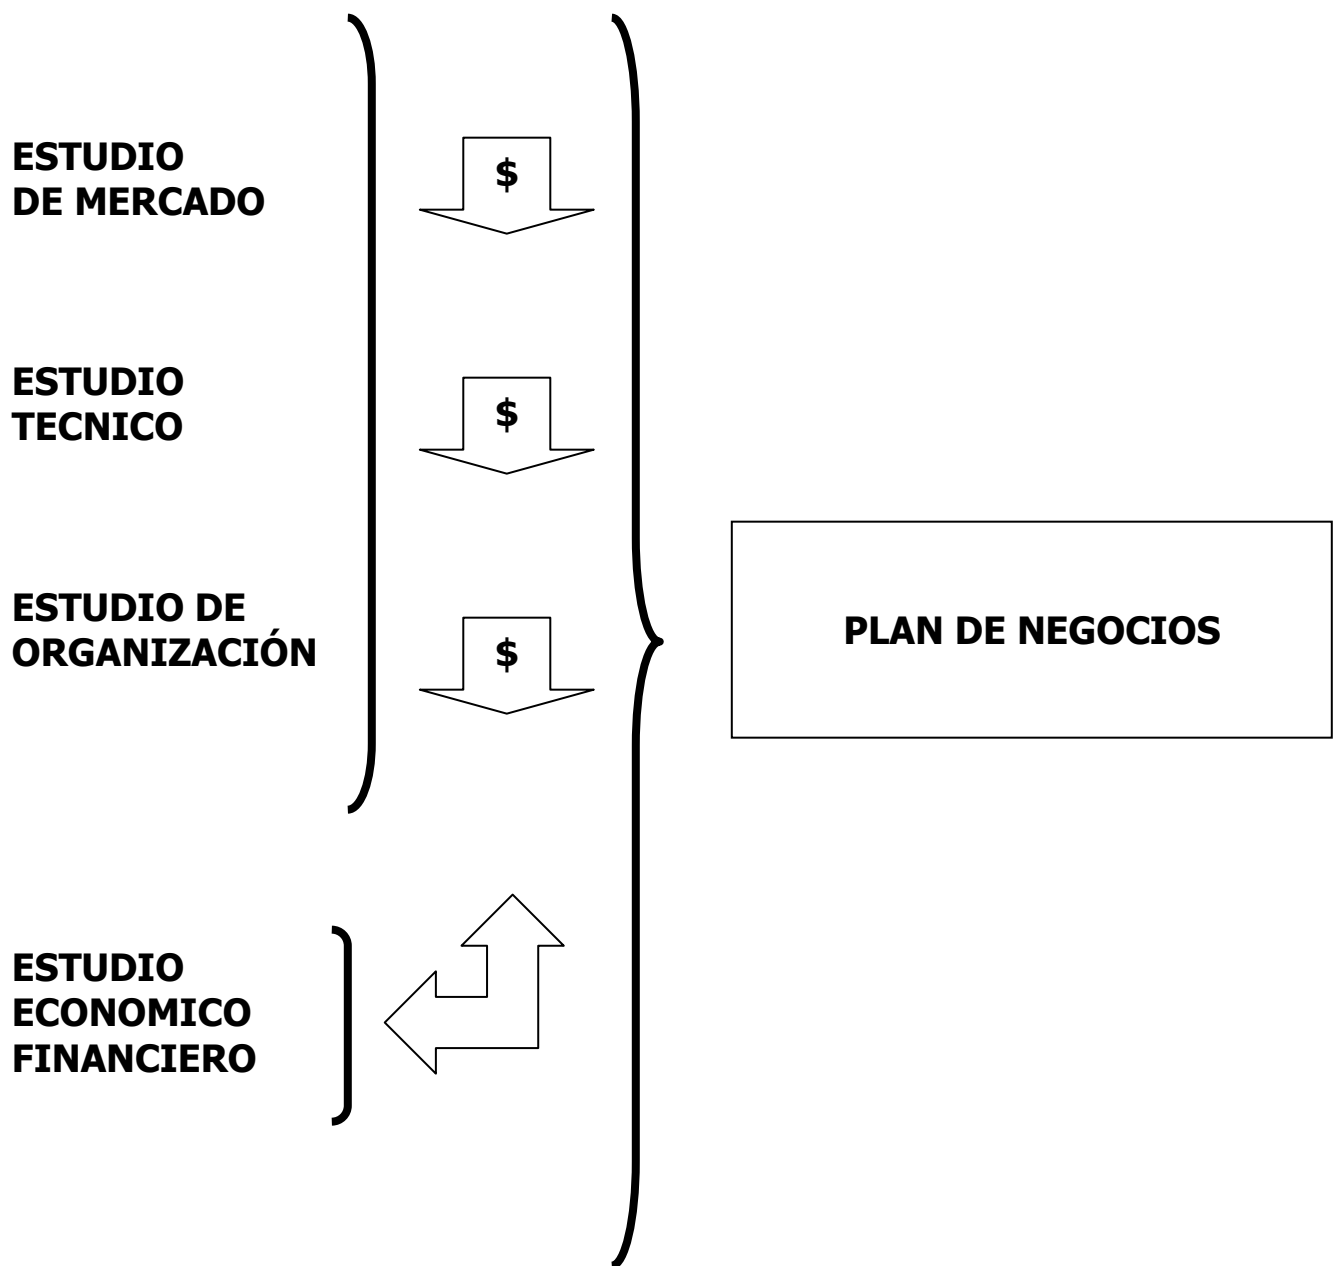 ESTUDIO
DE MERCADO
$
ESTUDIO
TECNICO
$
ESTUDIO DE
ORGANIZACIÓN
$
PLAN DE NEGOCIOS
ESTUDIO
ECONOMICO
FINANCIERO